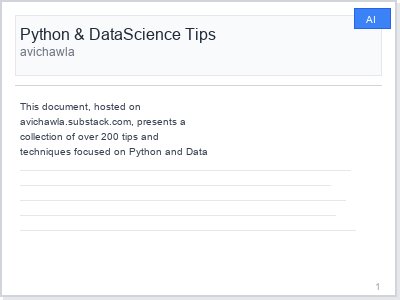 AI
Python & DataScience Tips
avichawla
This document, hosted on
avichawla.substack.com, presents a
collection of over 200 tips and
techniques focused on Python and Data
1